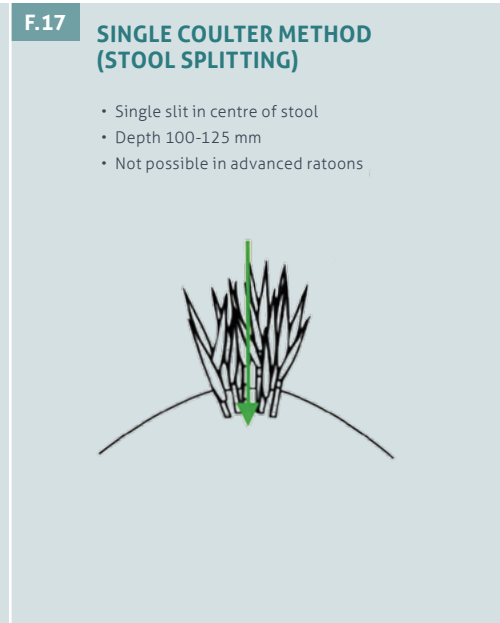 F.17
SINGLE COULTER METHOD
(STOOL SPLITTING)
• Single slit in centre of stool
• Depth 100-125 mm
• Not possible in advanced ratoons